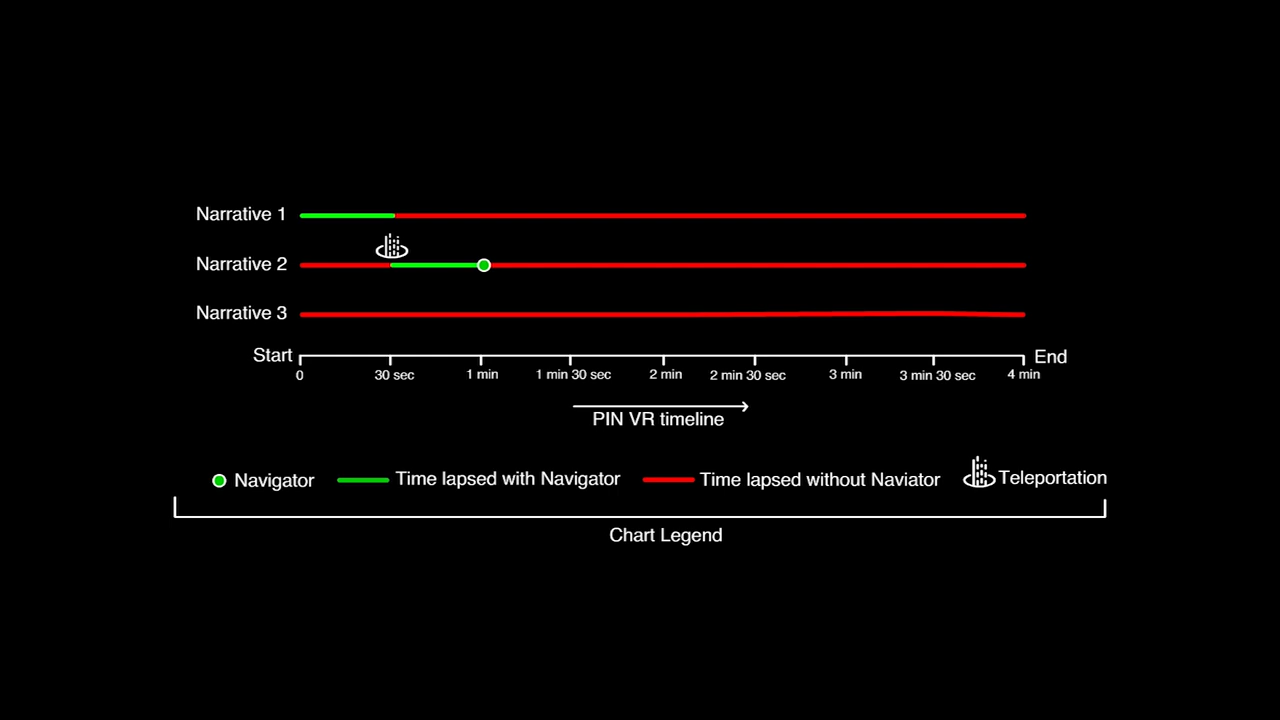 Narrative 1
Narrative 2
Narrative 3
Start
End
0 30 sec 1 min 1 min 30 sec 2 min 2 min 30 sec 3 min 3 min 30 sec 4 min
PIN VR timeline
Navigator Time lapsed with Navigator Time lapsed without Naviator Teleportation
Chart Legend